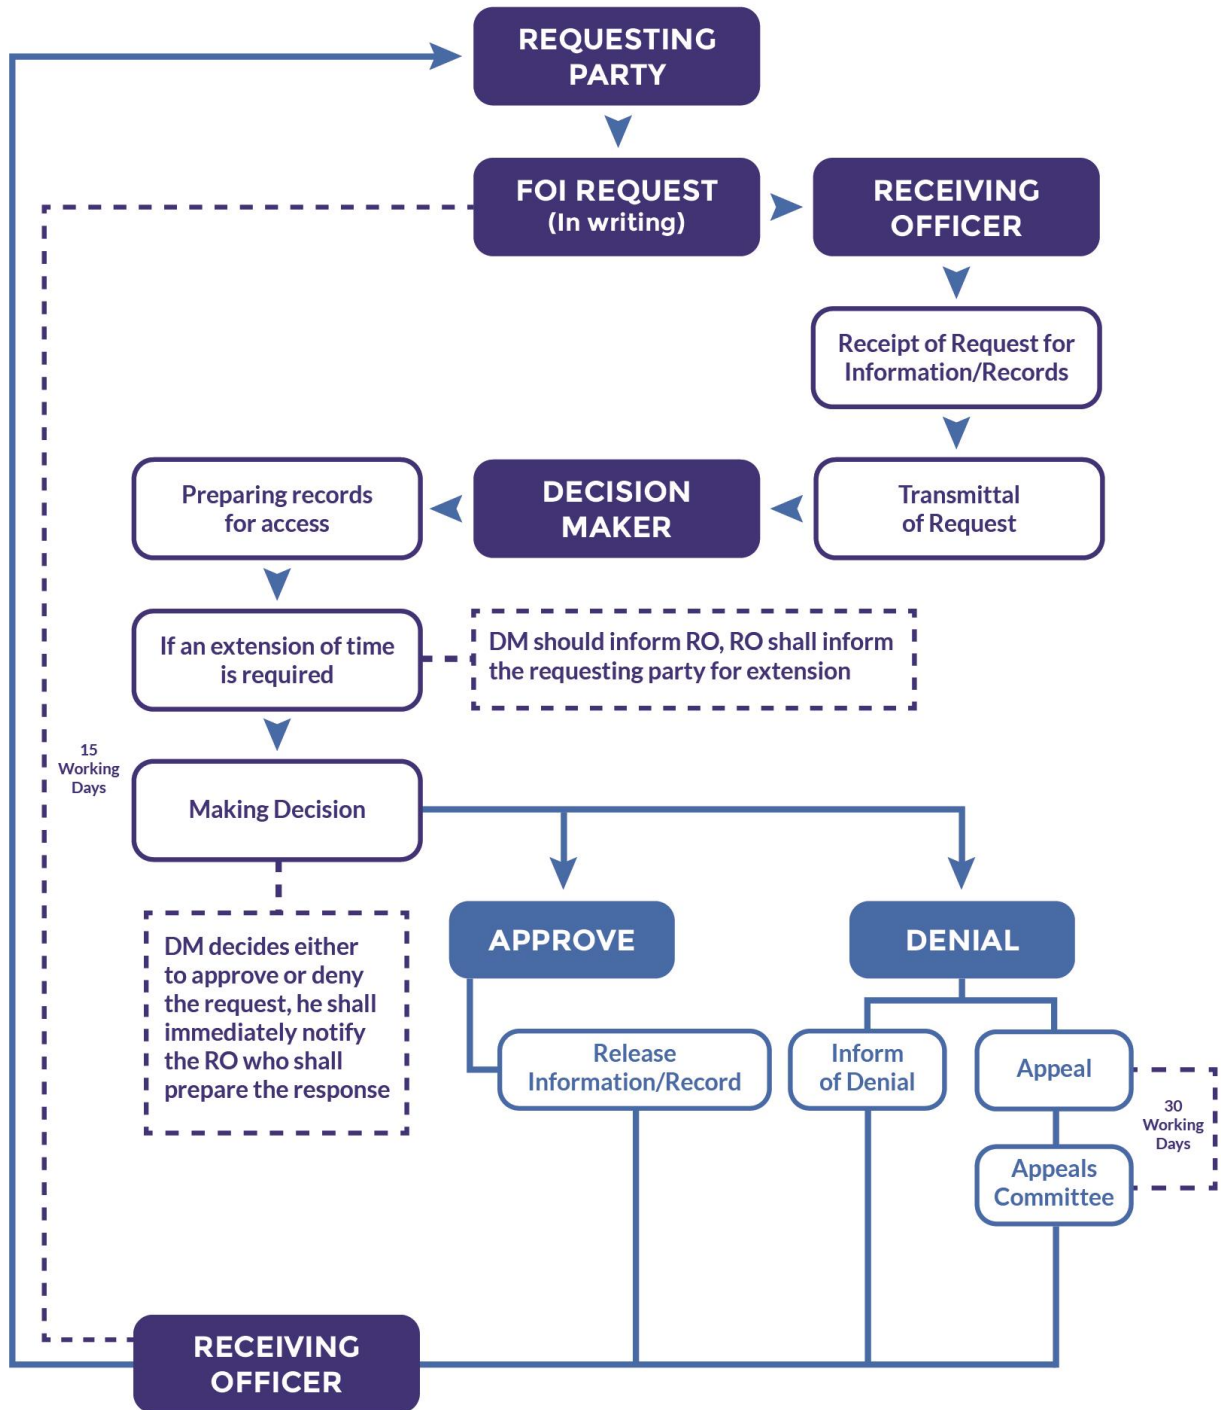 REQUESTING
PARTY
FOI REQUEST
(In writing)
RECEIVING
OFFICER
Receipt of Request for
Information/Records
Transmittal
of Request
DECISION
MAKER
Preparing records
for access
If an extension of time
is required
DM should inform RO, RO shall inform
the requesting party for extension
15
Working
Days
Making Decision
DM decides either
to approve or deny
the request, he shall
immediately notify
the RO who shall
prepare the response
APPROVE
DENIAL
Release
Information/Record
Inform
of Denial
Appeal
30
Working
Days
Appeals
Committee
RECEIVING
OFFICER